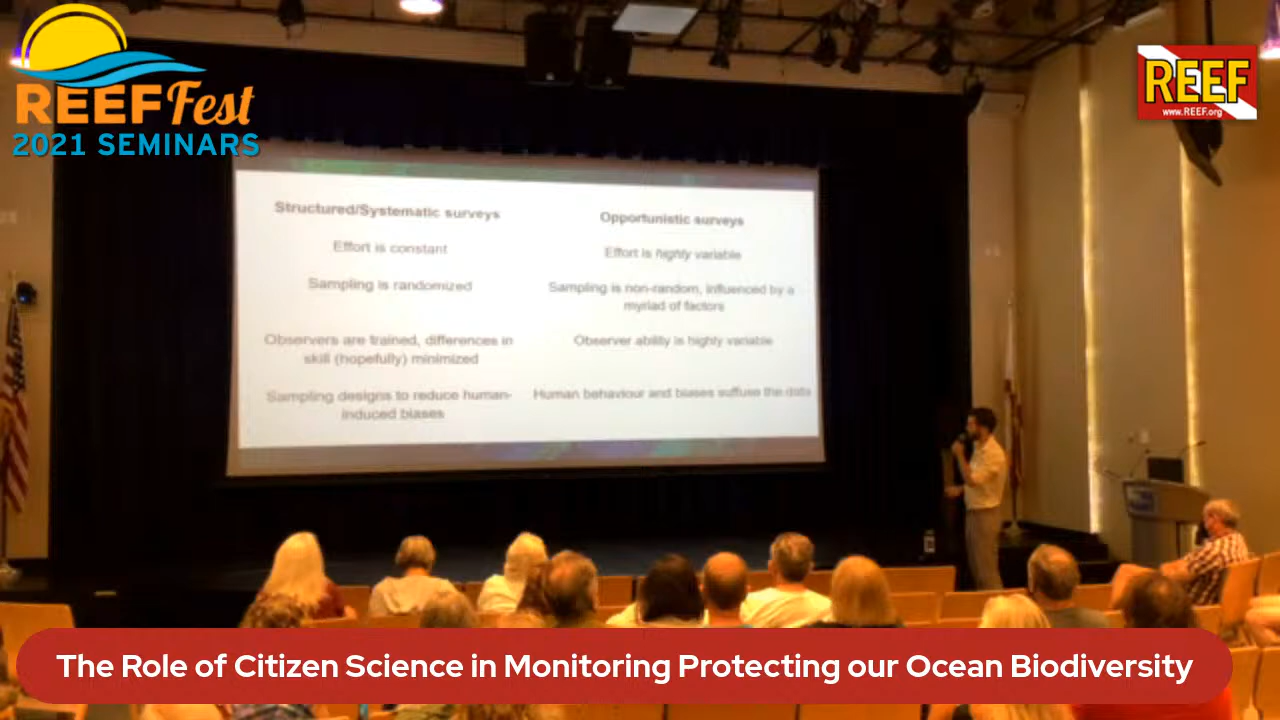 REEF Fest
2021 SEMINARS
REEF
www.REEF.org
Structured/Systematic surveys
Effort is constant
Sampling is randomized
Observers are trained, differences in
skill (hopefully) minimized
Sampling designs to reduce human-
induced biases
Opportunistic surveys
Effort is highly variable
Sampling is non-random, influenced by a
myriad of factors
Observer ability is highly variable
Human behaviour and biases suffuse the data
The Role of Citizen Science in Monitoring Protecting our Ocean Biodiversity